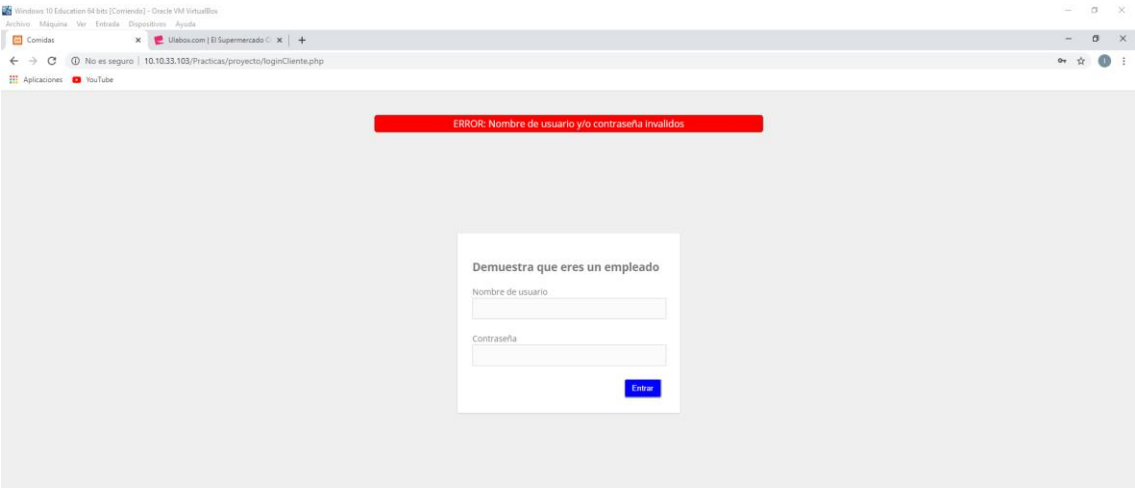 Windows 10 Education 64 bits [Corriendo] - Oracle VM VirtualBox
Archivo Máquina Ver Entrada Dispositivos Ayuda
Comidas
Ulabox.com | El Supermercado O
No es seguro | 10.10.33.103/Practicas/proyecto/loginCliente.php
Aplicaciones YouTube
ERROR: Nombre de usuario y/o contraseña invalidos
Demuestra que eres un empleado
Nombre de usuario
Contraseña
Entrar